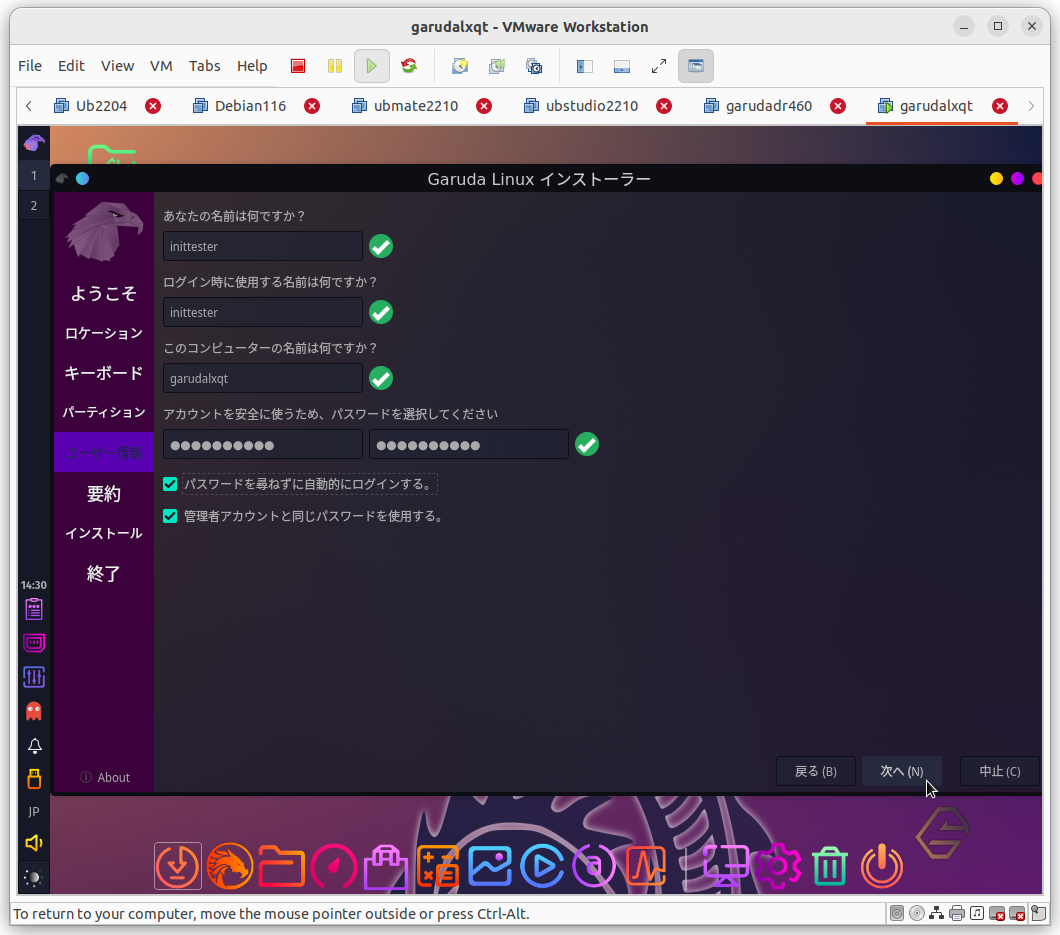 garudalxqt - VMware Workstation
File Edit View VM Tabs Help
Ub2204 Debian116 ubmate2210 ubstudio2210 garudadr460 garudalxqt
1
2
Garuda Linux インストーラー
ようこそ
ロケーション
キーボード
パーティション
ユーザー情報
要約
インストール
終了
About
あなたの名前は何ですか？
inittester
ログイン時に使用する名前は何ですか？
inittester
このコンピューターの名前は何ですか？
garudalxqt
アカウントを安全に使うため、パスワードを選択してください
●●●●●●●●●● ●●●●●●●●●●
パスワードを尋ねずに自動的にログインする。
管理者アカウントと同じパスワードを使用する。
戻る (B) 次へ (N) 中止 (C)
14:30
JP
To return to your computer, move the mouse pointer outside or press Ctrl-Alt.